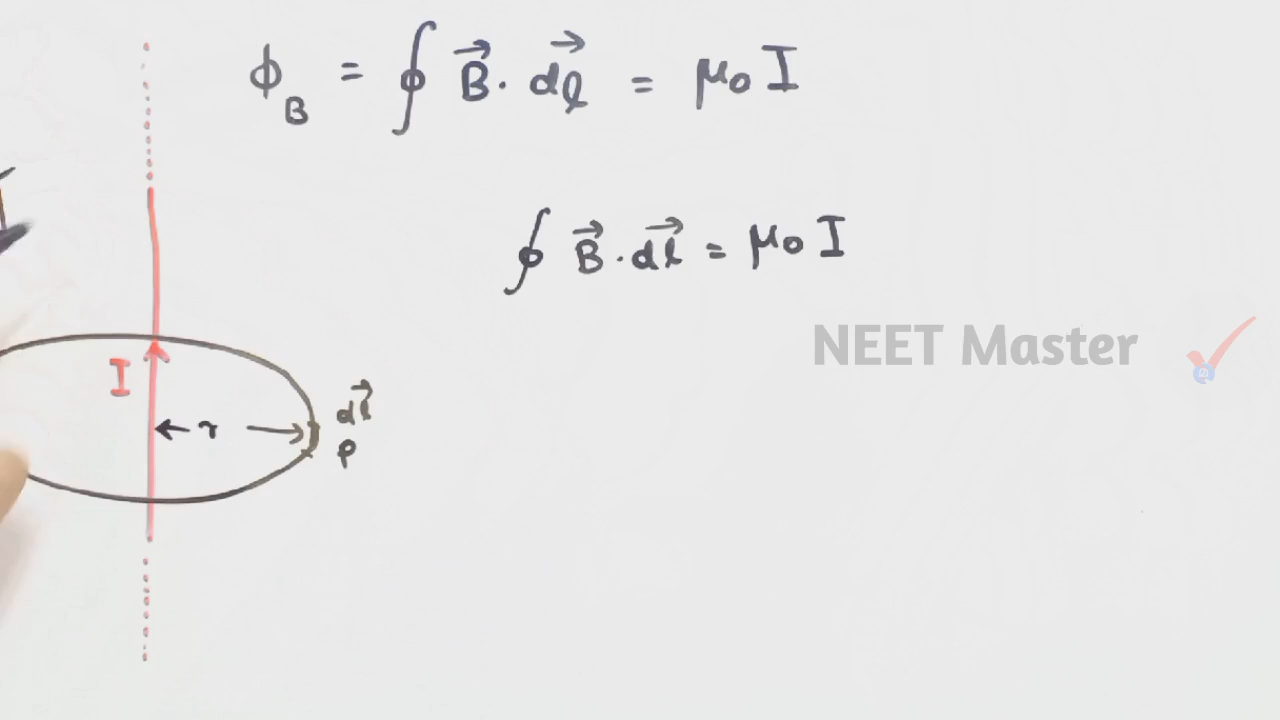 ϕ_B = ∮ B⃗ · dl⃗ = μ₀ I
∮ B⃗ · dl⃗ = μ₀ I
NEET Master
I
r
dl⃗
P